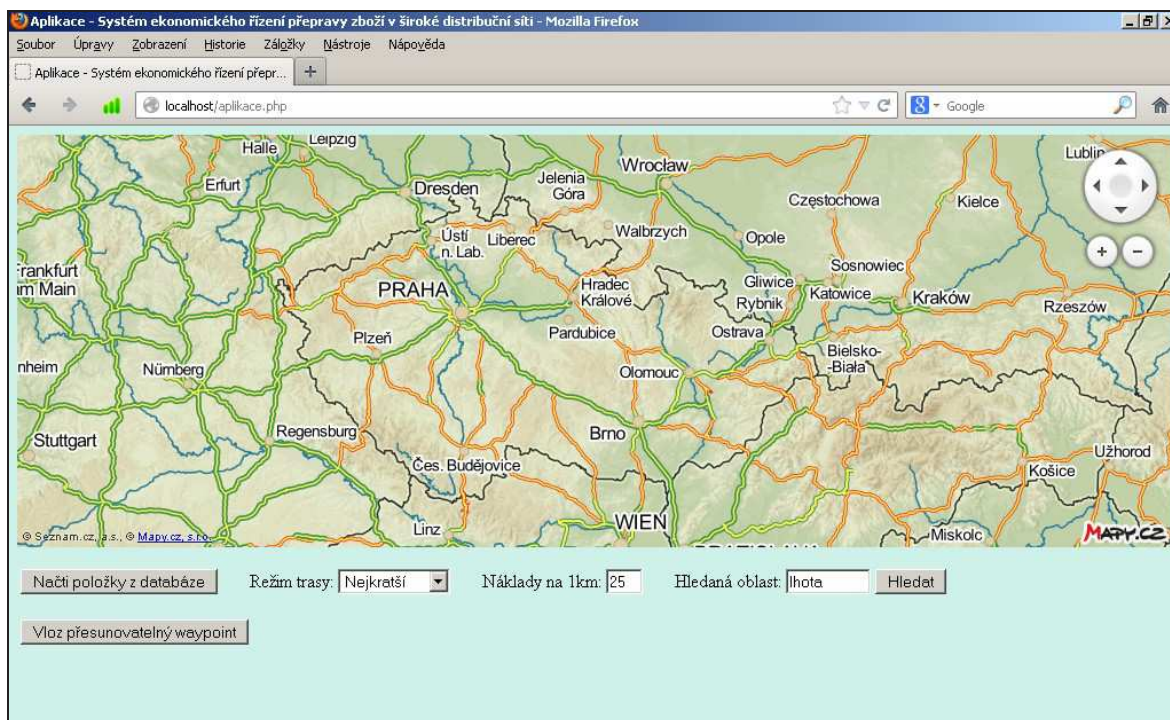 Aplikace - Systém ekonomického řízení přepravy zboží v široké distribuční síti - Mozilla Firefox
Soubor Úpravy Zobrazení Historie Záložky Nástroje Nápověda
Aplikace - Systém ekonomického řízení přepr...
localhost/aplikace.php
Google
Halle
Leipzig
Wrocław
Lublin
Erfurt
Dresden
Jelenia
Góra
Częstochowa
Kielce
Ústí
n. Lab.
Liberec
Walbrzych
Opole
Frankfurt
im Main
PRAHA
Hradec
Králové
Gliwice
Sosnowiec
Katowice
Kraków
Rybnik
Rzeszów
Plzeň
Pardubice
Ostrava
Bielsko-
-Biała
nheim
Nürnberg
Olomouc
Stuttgart
Regensburg
Brno
Užhorod
Čes. Budějovice
Košice
Linz
WIEN
Miskolc
MAPY.CZ
© Seznam.cz, a.s., © Mapy.cz, s.r.o.
BRATISLAVA
Načti položky z databáze Režim trasy: Nejkratší Náklady na 1km: 25 Hledaná oblast: lhota Hledat
Vloz přesunovatelný waypoint